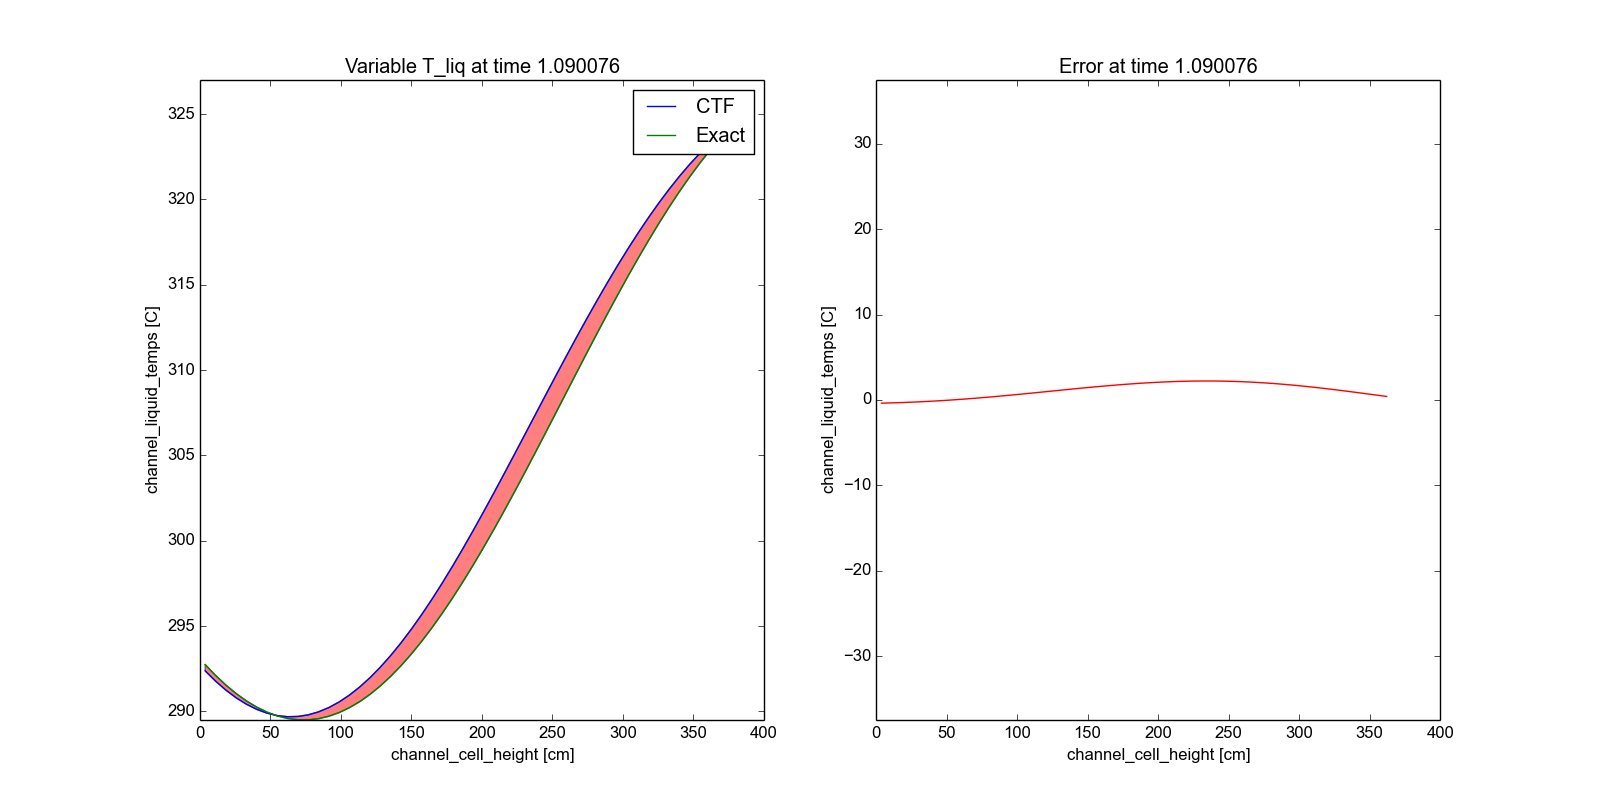 Variable T_liq at time 1.090076
CTF
Exact
325
320
315
310
305
300
295
290
channel_liquid_temps [C]
0 50 100 150 200 250 300 350 400
channel_cell_height [cm]
Error at time 1.090076
30
20
10
0
−10
−20
−30
channel_liquid_temps [C]
0 50 100 150 200 250 300 350 400
channel_cell_height [cm]